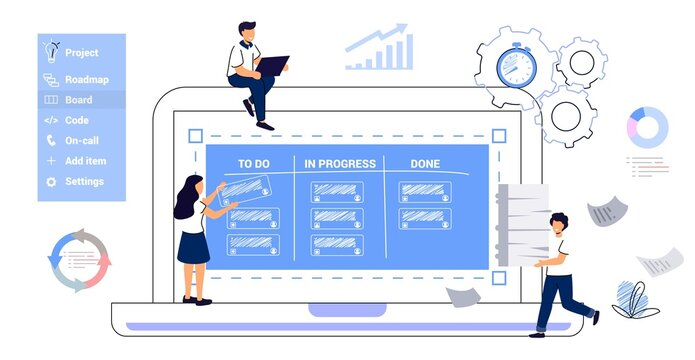 Project
Roadmap
Board
Code
On-call
Add item
Settings
TO DO
IN PROGRESS
DONE